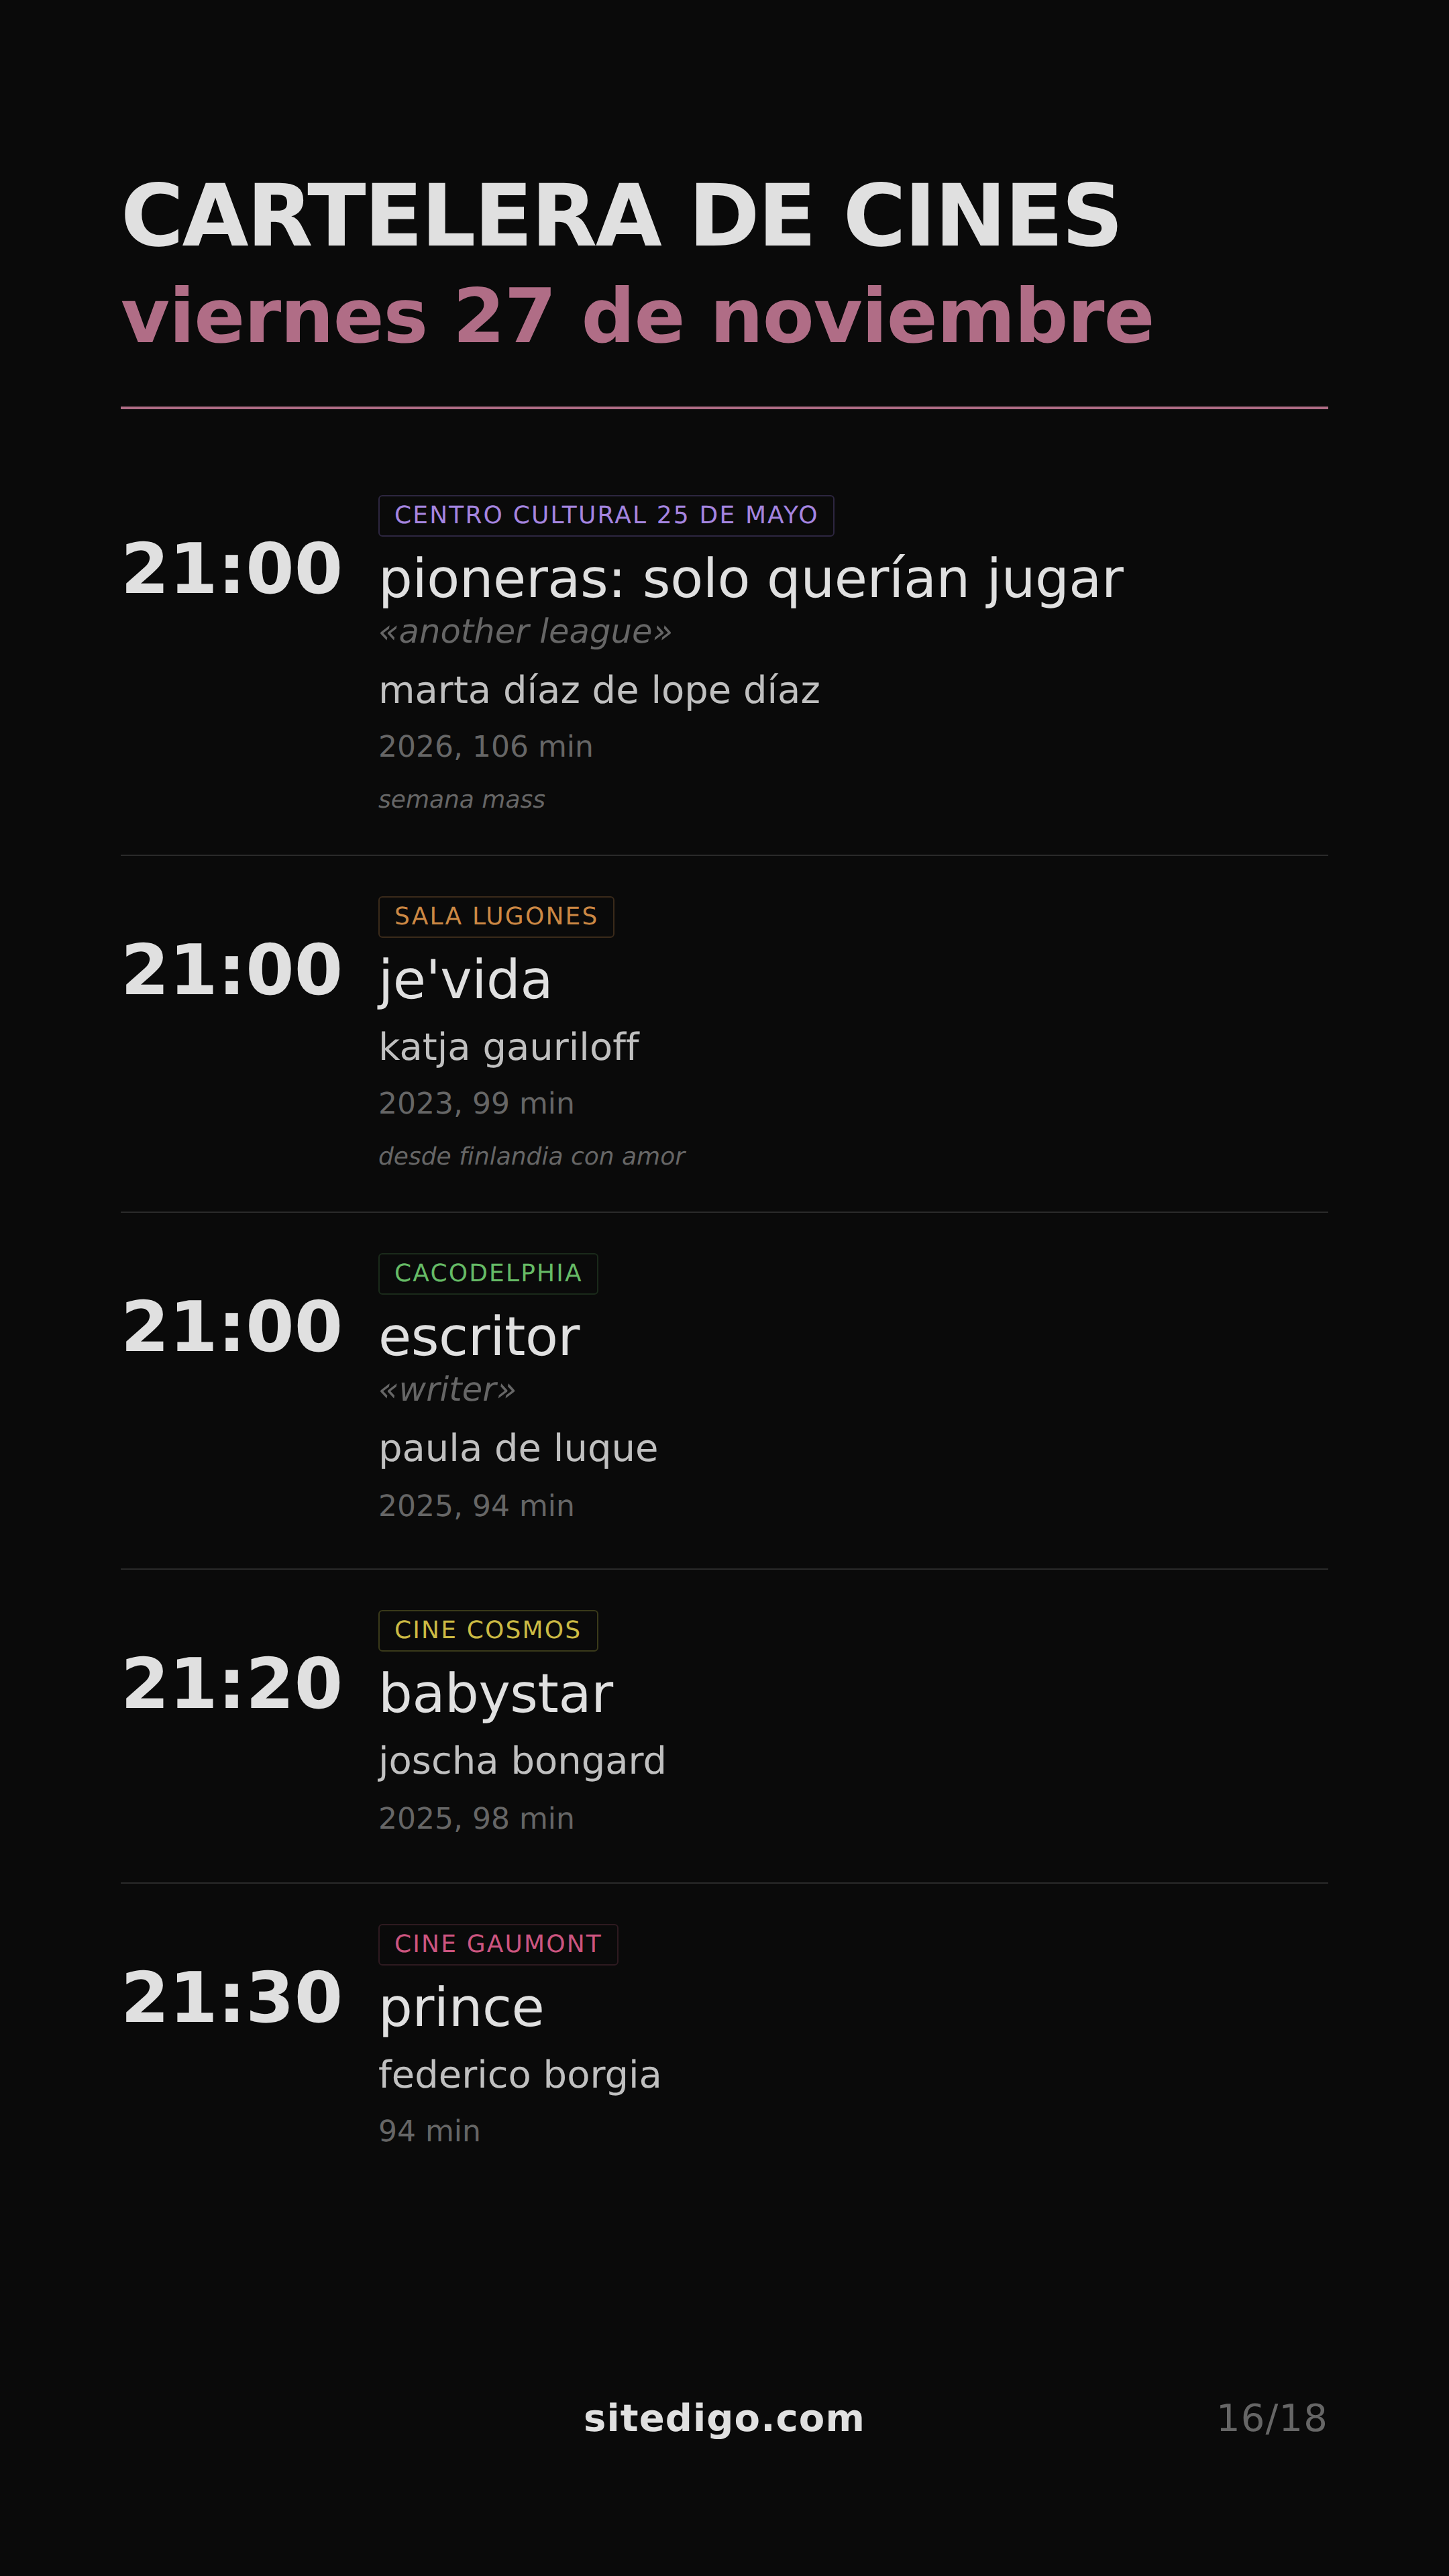 CARTELERA DE CINES
viernes 27 de noviembre
CENTRO CULTURAL 25 DE MAYO
21:00
pioneras: solo querían jugar
«another league»
marta díaz de lope díaz
2026, 106 min
semana mass
SALA LUGONES
21:00
je'vida
katja gauriloff
2023, 99 min
desde finlandia con amor
CACODELPHIA
21:00
escritor
«writer»
paula de luque
2025, 94 min
CINE COSMOS
21:20
babystar
joscha bongard
2025, 98 min
CINE GAUMONT
21:30
prince
federico borgia
94 min
sitedigo.com
16/18